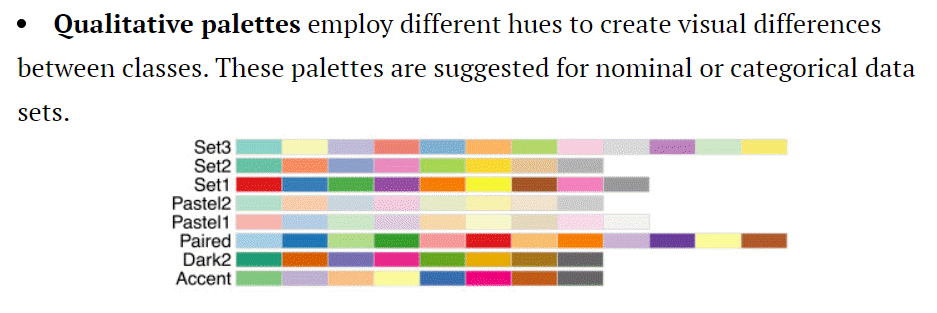 • Qualitative palettes employ different hues to create visual differences
between classes. These palettes are suggested for nominal or categorical data
sets.
Set3
Set2
Set1
Pastel2
Pastel1
Paired
Dark2
Accent